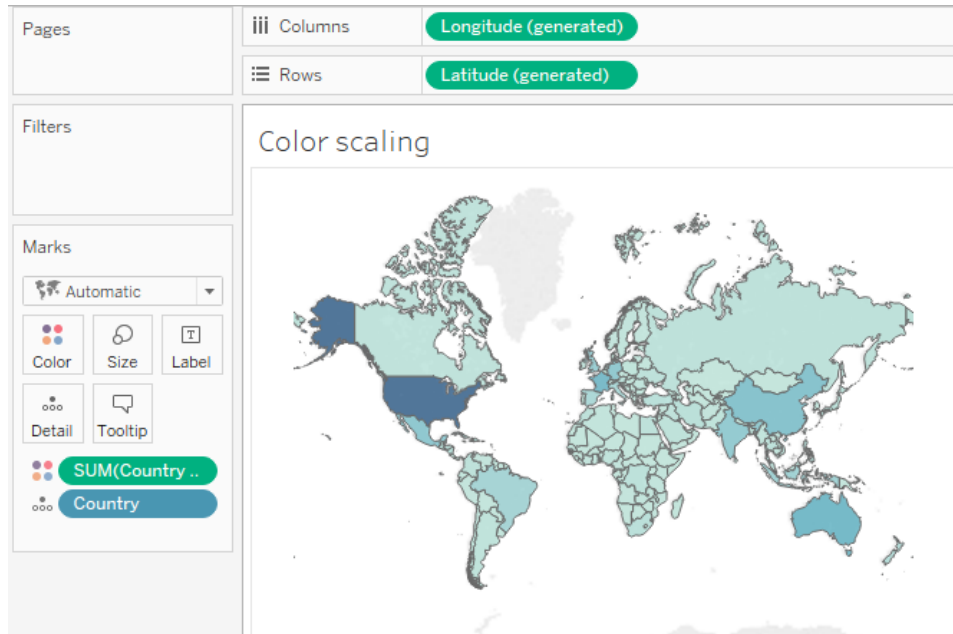 Pages
Columns
Longitude (generated)
Rows
Latitude (generated)
Filters
Color scaling
Marks
Automatic
Color
Size
T
Label
Detail
Tooltip
SUM(Country ..
Country